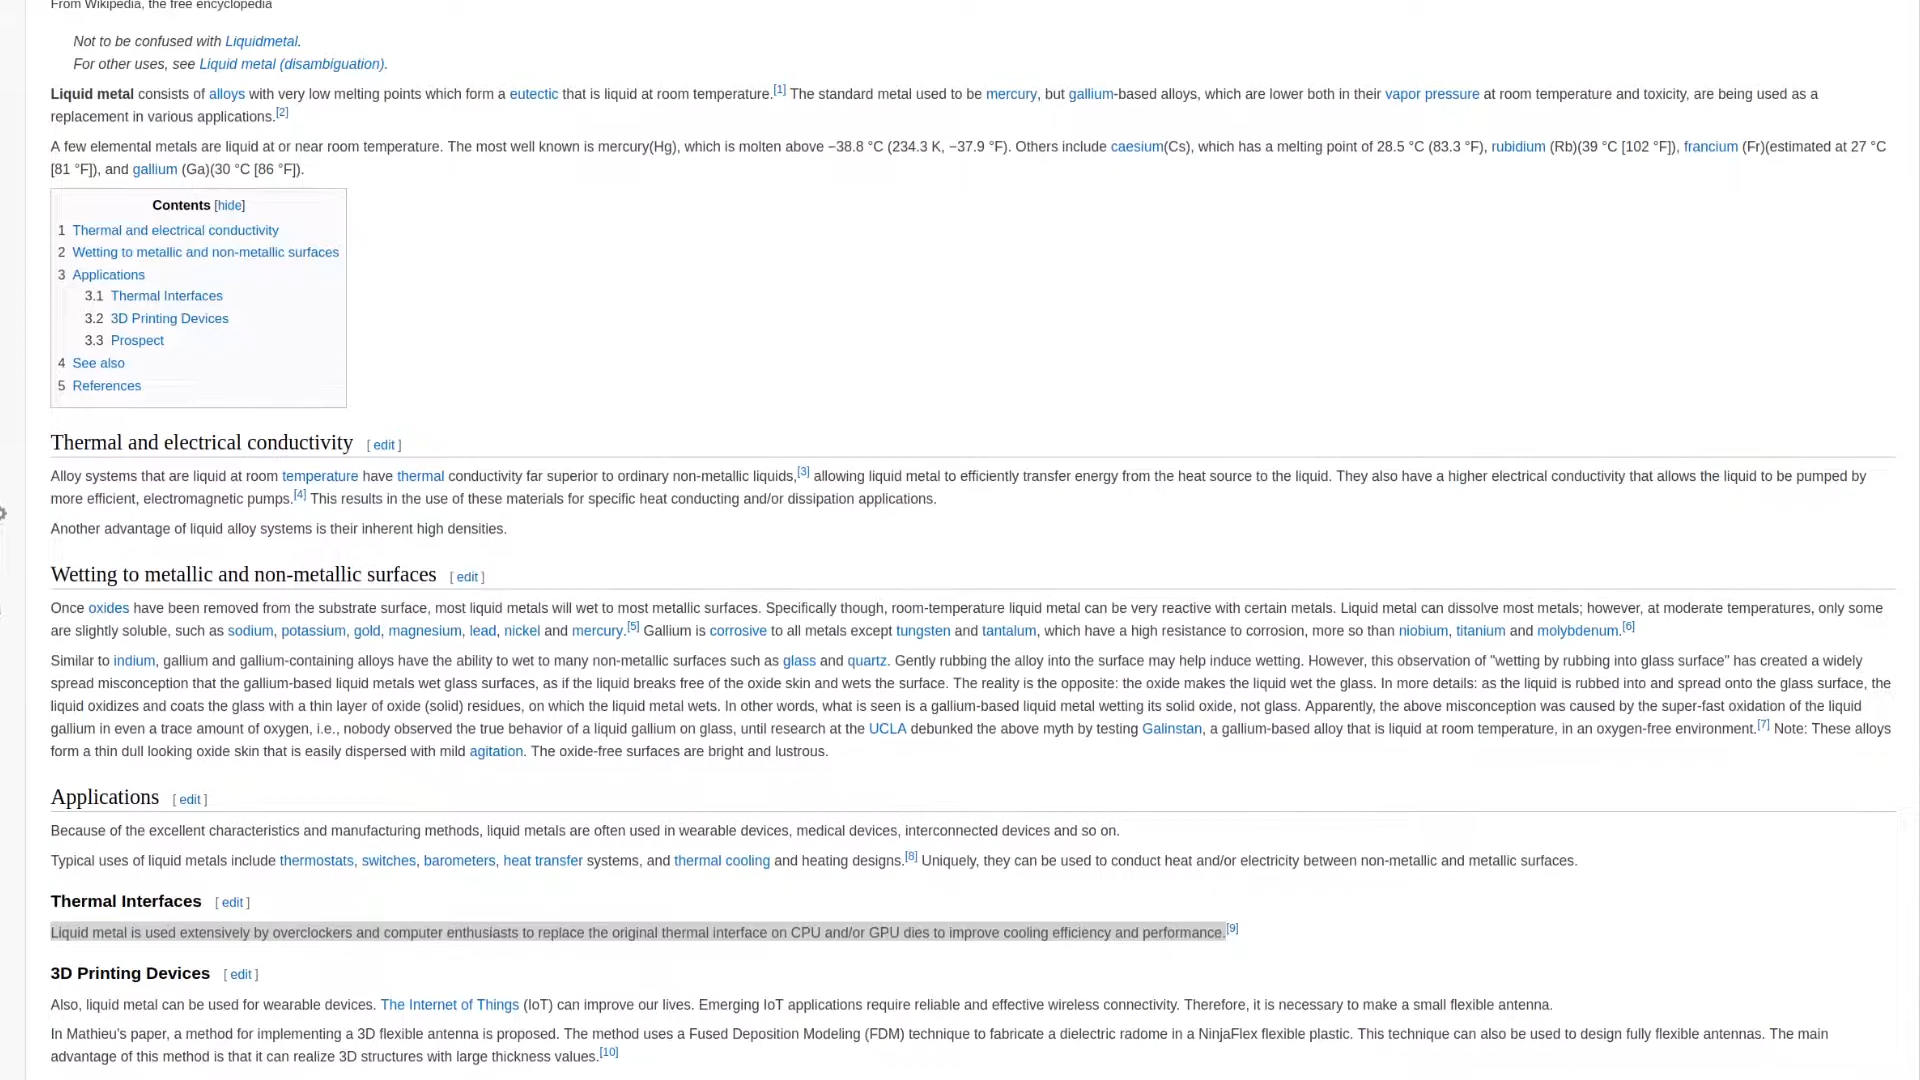 From Wikipedia, the free encyclopedia
Not to be confused with Liquidmetal.
For other uses, see Liquid metal (disambiguation).
Liquid metal consists of alloys with very low melting points which form a eutectic that is liquid at room temperature.[1] The standard metal used to be mercury, but gallium-based alloys, which are lower both in their vapor pressure at room temperature and toxicity, are being used as a
replacement in various applications.[2]
A few elemental metals are liquid at or near room temperature. The most well known is mercury(Hg), which is molten above −38.8 °C (234.3 K, −37.9 °F). Others include caesium(Cs), which has a melting point of 28.5 °C (83.3 °F), rubidium (Rb)(39 °C [102 °F]), francium (Fr)(estimated at 27 °C
[81 °F]), and gallium (Ga)(30 °C [86 °F]).
Contents [hide]
1 Thermal and electrical conductivity
2 Wetting to metallic and non-metallic surfaces
3 Applications
3.1 Thermal Interfaces
3.2 3D Printing Devices
3.3 Prospect
4 See also
5 References
Thermal and electrical conductivity [ edit ]
Alloy systems that are liquid at room temperature have thermal conductivity far superior to ordinary non-metallic liquids,[3] allowing liquid metal to efficiently transfer energy from the heat source to the liquid. They also have a higher electrical conductivity that allows the liquid to be pumped by
more efficient, electromagnetic pumps.[4] This results in the use of these materials for specific heat conducting and/or dissipation applications.
Another advantage of liquid alloy systems is their inherent high densities.
Wetting to metallic and non-metallic surfaces [ edit ]
Once oxides have been removed from the substrate surface, most liquid metals will wet to most metallic surfaces. Specifically though, room-temperature liquid metal can be very reactive with certain metals. Liquid metal can dissolve most metals; however, at moderate temperatures, only some
are slightly soluble, such as sodium, potassium, gold, magnesium, lead, nickel and mercury.[5] Gallium is corrosive to all metals except tungsten and tantalum, which have a high resistance to corrosion, more so than niobium, titanium and molybdenum.[6]
Similar to indium, gallium and gallium-containing alloys have the ability to wet to many non-metallic surfaces such as glass and quartz. Gently rubbing the alloy into the surface may help induce wetting. However, this observation of "wetting by rubbing into glass surface" has created a widely
spread misconception that the gallium-based liquid metals wet glass surfaces, as if the liquid breaks free of the oxide skin and wets the surface. The reality is the opposite: the oxide makes the liquid wet the glass. In more details: as the liquid is rubbed into and spread onto the glass surface, the
liquid oxidizes and coats the glass with a thin layer of oxide (solid) residues, on which the liquid metal wets. In other words, what is seen is a gallium-based liquid metal wetting its solid oxide, not glass. Apparently, the above misconception was caused by the super-fast oxidation of the liquid
gallium in even a trace amount of oxygen, i.e., nobody observed the true behavior of a liquid gallium on glass, until research at the UCLA debunked the above myth by testing Galinstan, a gallium-based alloy that is liquid at room temperature, in an oxygen-free environment.[7] Note: These alloys
form a thin dull looking oxide skin that is easily dispersed with mild agitation. The oxide-free surfaces are bright and lustrous.
Applications [ edit ]
Because of the excellent characteristics and manufacturing methods, liquid metals are often used in wearable devices, medical devices, interconnected devices and so on.
Typical uses of liquid metals include thermostats, switches, barometers, heat transfer systems, and thermal cooling and heating designs.[8] Uniquely, they can be used to conduct heat and/or electricity between non-metallic and metallic surfaces.
Thermal Interfaces [ edit ]
Liquid metal is used extensively by overclockers and computer enthusiasts to replace the original thermal interface on CPU and/or GPU dies to improve cooling efficiency and performance.[9]
3D Printing Devices [ edit ]
Also, liquid metal can be used for wearable devices. The Internet of Things (IoT) can improve our lives. Emerging IoT applications require reliable and effective wireless connectivity. Therefore, it is necessary to make a small flexible antenna.
In Mathieu's paper, a method for implementing a 3D flexible antenna is proposed. The method uses a Fused Deposition Modeling (FDM) technique to fabricate a dielectric radome in a NinjaFlex flexible plastic. This technique can also be used to design fully flexible antennas. The main
advantage of this method is that it can realize 3D structures with large thickness values.[10]